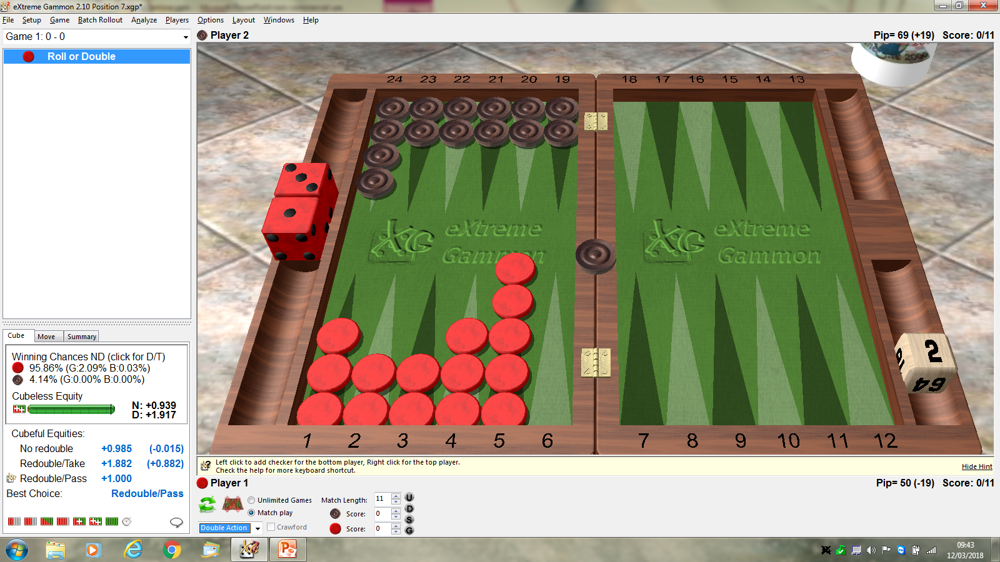 eXtreme Gammon 2.10 Position 7.xgp*
File Setup Game Batch Rollout Analyze Players Options Layout Windows Help
Game 1: 0 - 0
Player 2
Pip= 69 (+19) Score: 0/11
Roll or Double
24 23 22 21 20 19 18 17 16 15 14 13
XG eXtreme Gammon
XG eXtreme Gammon
2
64
1 2 3 4 5 6 7 8 9 10 11 12
Cube Move Summary
Winning Chances ND (click for D/T)
95.86% (G:2.09% B:0.03%)
4.14% (G:0.00% B:0.00%)
Cubeless Equity
N: +0.939
D: +1.917
Cubeful Equities:
No redouble +0.985 (-0.015)
Redouble/Take +1.882 (+0.882)
Redouble/Pass +1.000
Best Choice: Redouble/Pass
Left click to add checker for the bottom player, Right click for the top player.
Check the help for more keyboard shortcut.
Hide Hint
Player 1
Pip= 50 (-19) Score: 0/11
Unlimited Games
Match play
Double Action
Crawford
Match Length: 11
Score: 0
Score: 0
U
D
S
G
09:43
12/03/2018